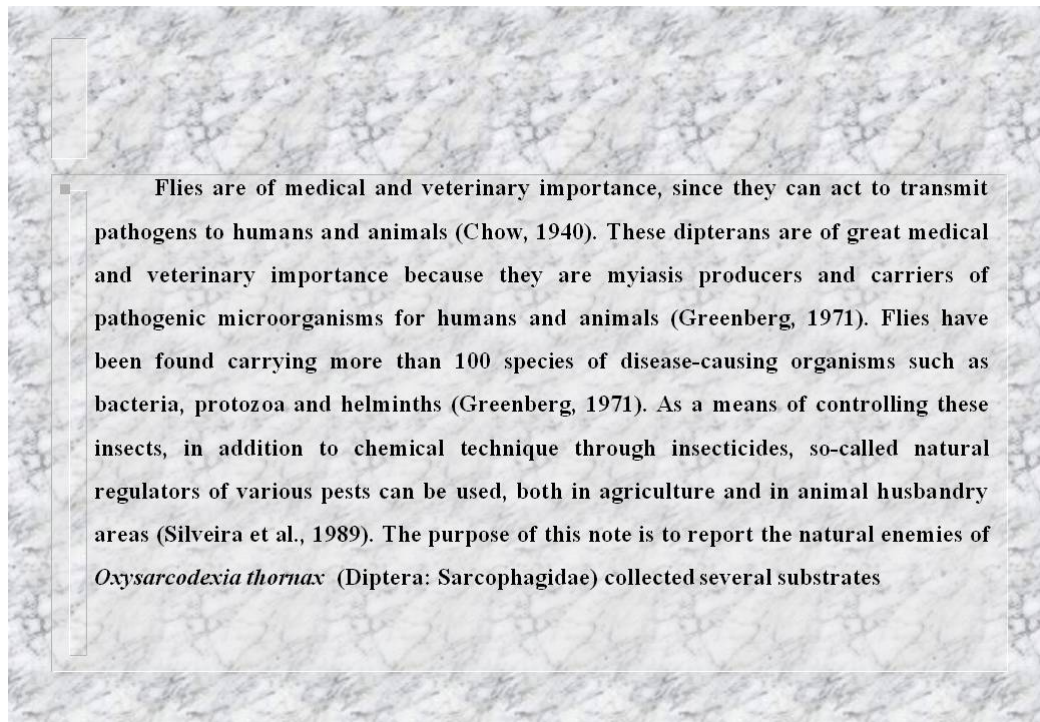 Flies are of medical and veterinary importance, since they can act to transmit
pathogens to humans and animals (Chow, 1940). These dipterans are of great medical
and veterinary importance because they are myiasis producers and carriers of
pathogenic microorganisms for humans and animals (Greenberg, 1971). Flies have
been found carrying more than 100 species of disease-causing organisms such as
bacteria, protozoa and helminths (Greenberg, 1971). As a means of controlling these
insects, in addition to chemical technique through insecticides, so-called natural
regulators of various pests can be used, both in agriculture and in animal husbandry
areas (Silveira et al., 1989). The purpose of this note is to report the natural enemies of
Oxysarcodexia thornax (Diptera: Sarcophagidae) collected several substrates